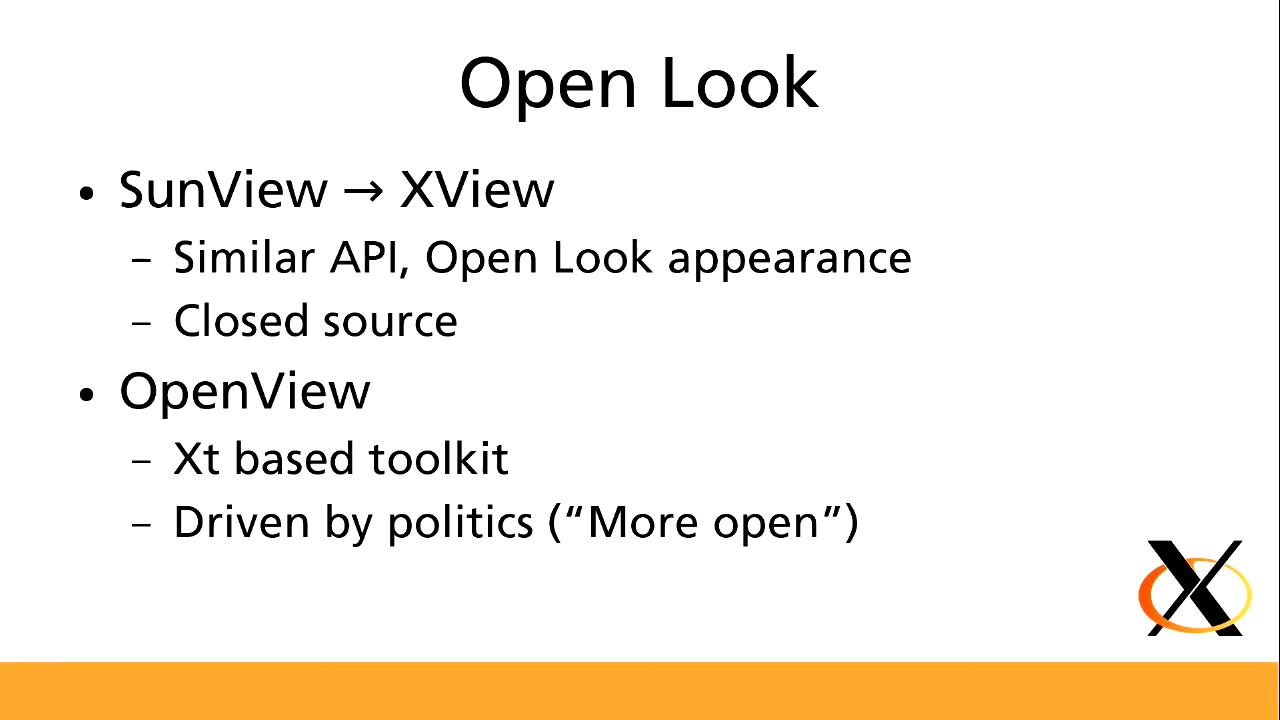 Open Look
• SunView → XView
– Similar API, Open Look appearance
– Closed source
• OpenView
– Xt based toolkit
– Driven by politics (“More open”)
X